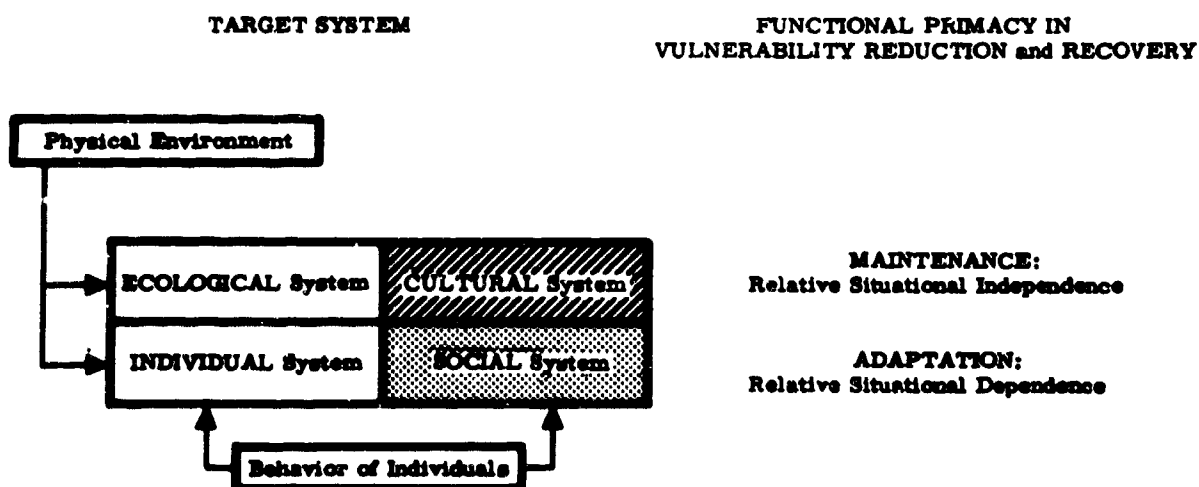 TARGET SYSTEM
FUNCTIONAL PRIMACY IN
VULNERABILITY REDUCTION and RECOVERY
Physical Environment
ECOLOGICAL System
CULTURAL System
MAINTENANCE:
Relative Situational Independence
INDIVIDUAL System
SOCIAL System
ADAPTATION:
Relative Situational Dependence
Behavior of Individuals